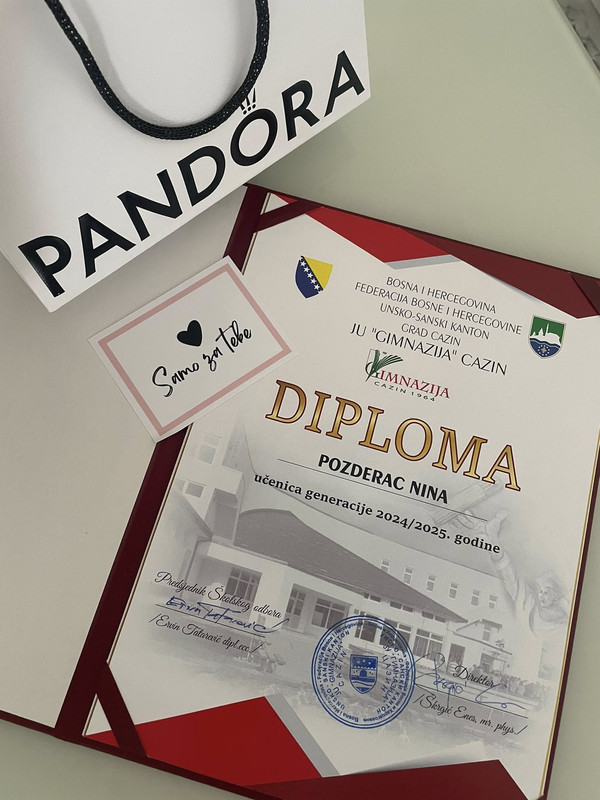 PANDORA
Samo za Tebe
BOSNA I HERCEGOVINA
FEDERACIJA BOSNE I HERCEGOVINE
UNSKO-SANSKI KANTON
GRAD CAZIN
JU "GIMNAZIJA" CAZIN
GIMNAZIJA
CAZIN 1964
DIPLOMA
POZDERAC NINA
učenica generacije 2024/2025. godine
Predsjednik Školskog odbora
/Ervin Tatarević dipl.ecc./
Direktor
/Škrgić Enes, mr. phys./